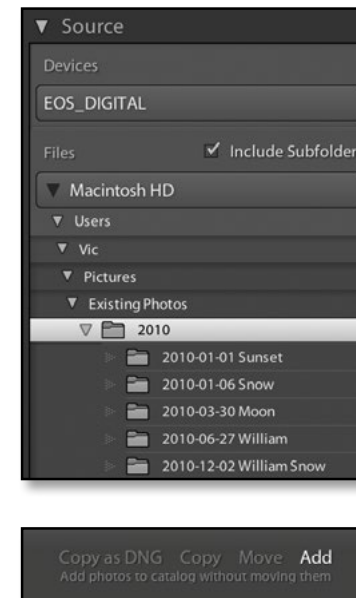 Source
Devices
EOS_DIGITAL
Files Include Subfolder
Macintosh HD
Users
Vic
Pictures
Existing Photos
2010
2010-01-01 Sunset
2010-01-06 Snow
2010-03-30 Moon
2010-06-27 William
2010-12-02 William Snow
Copy as DNG Copy Move Add
Add photos to catalog without moving them